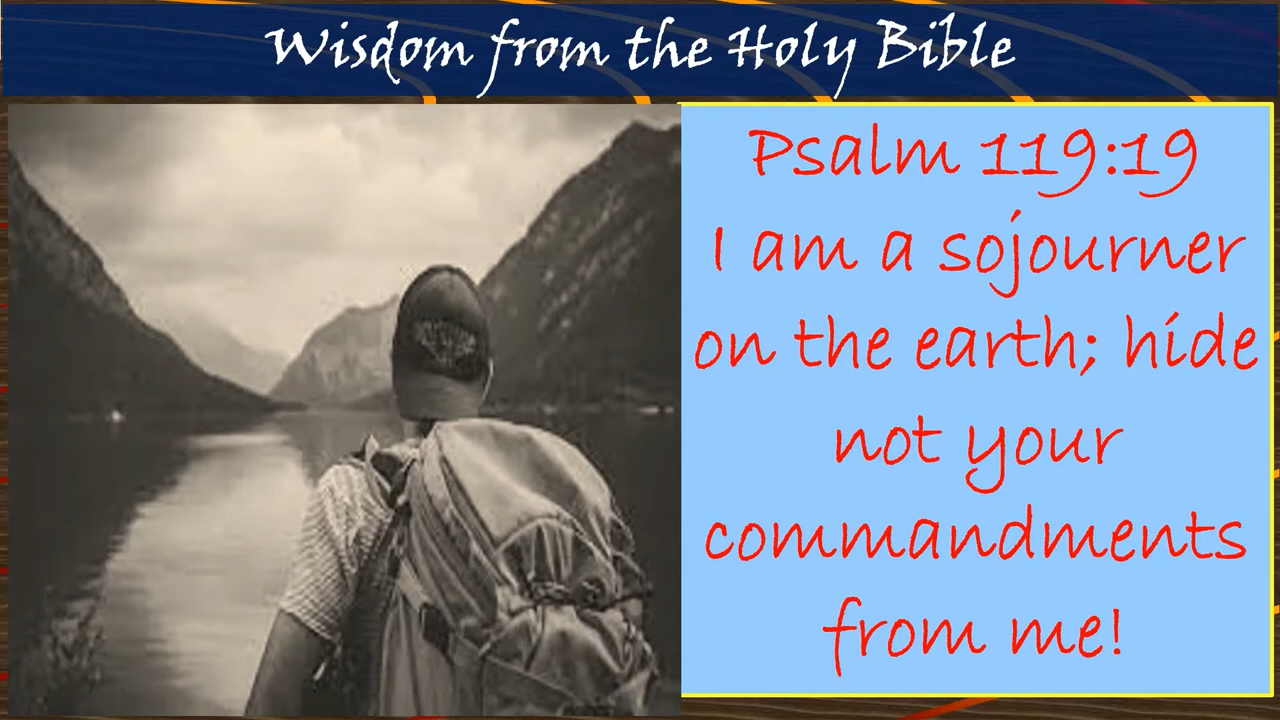 Wisdom from the Holy Bible
Psalm 119:19
I am a sojourner
on the earth; hide
not your
commandments
from me!